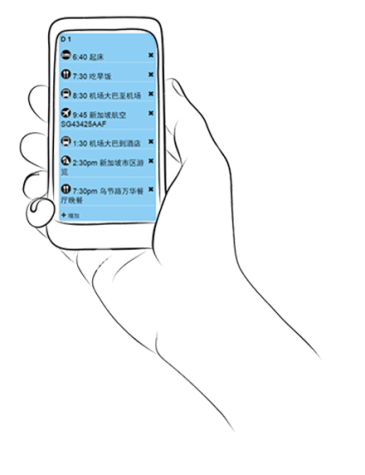 D 1
6:40 起床
7:30 吃早饭
8:30 机场大巴至机场
9:45 新加坡航空
SG43425AAF
1:30 机场大巴到酒店
2:30pm 新加坡市区游
览
7:30pm 乌节路万华餐
厅晚餐
+ 增加